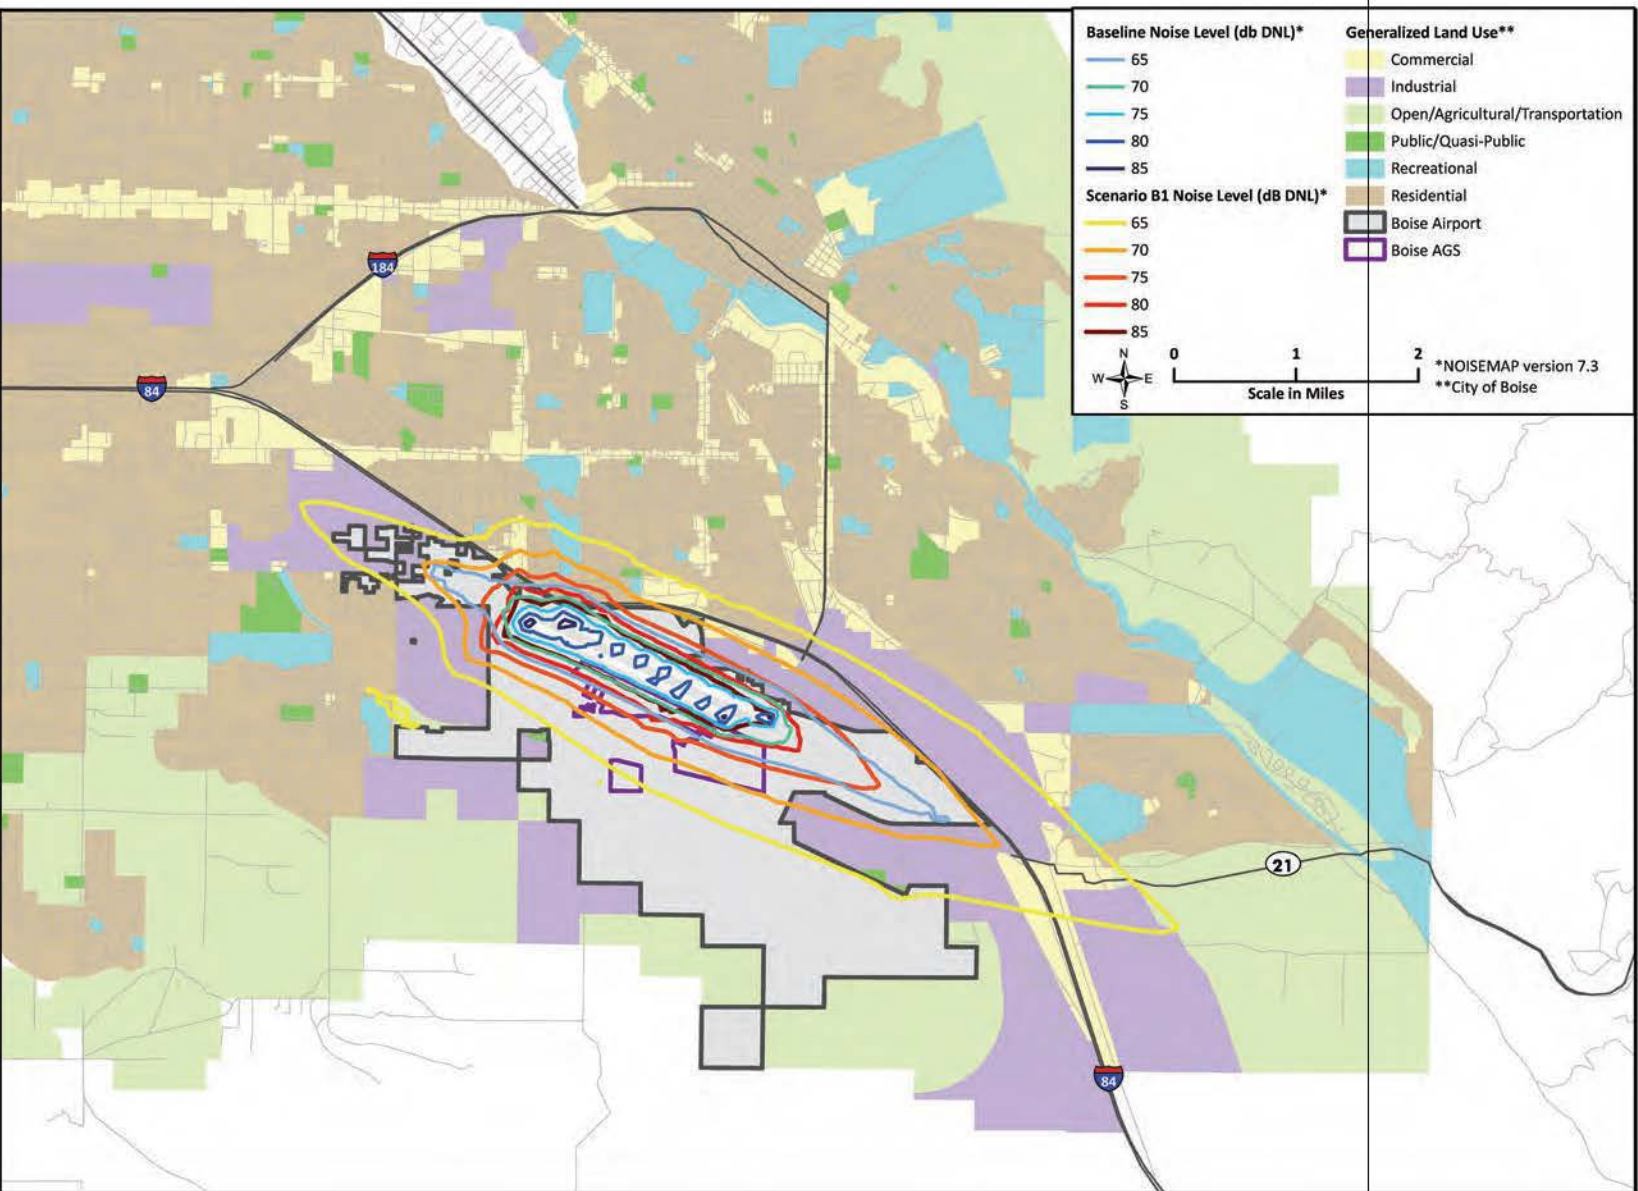 Baseline Noise Level (db DNL)*
65
70
75
80
85
Scenario B1 Noise Level (dB DNL)*
65
70
75
80
85
Generalized Land Use**
Commercial
Industrial
Open/Agricultural/Transportation
Public/Quasi-Public
Recreational
Residential
Boise Airport
Boise AGS
N
W E
S
0 1 2
Scale in Miles
*NOISEMAP version 7.3
**City of Boise
184
84
21
84